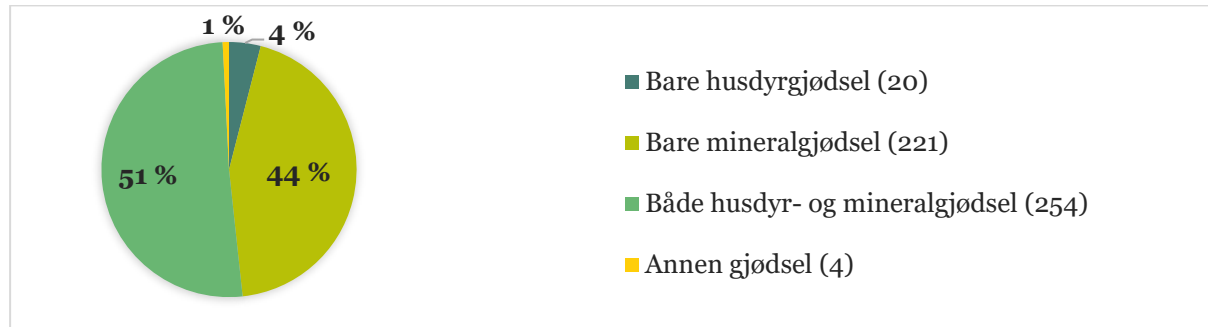 1 %
4 %
51 %
44 %
Bare husdyrgjødsel (20)
Bare mineralgjødsel (221)
Både husdyr- og mineralgjødsel (254)
Annen gjødsel (4)